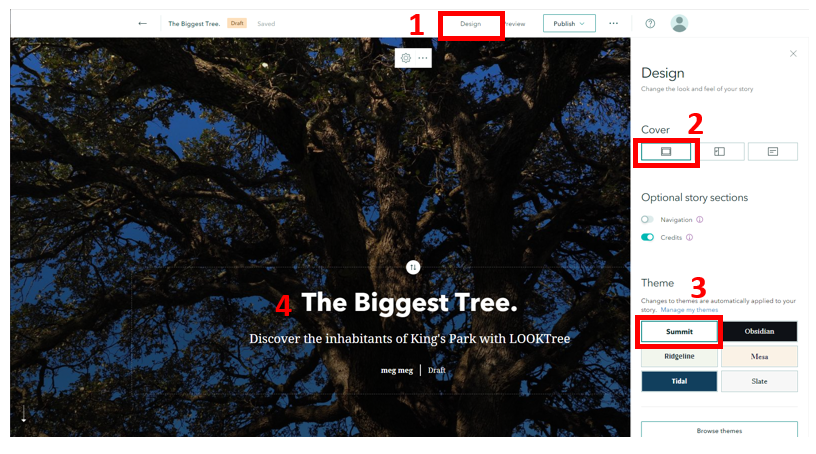 1
The Biggest Tree. Draft Saved Design Preview Publish
Design
Change the look and feel of your story
2
Cover
Optional story sections
Navigation
Credits
3
Theme
Changes to themes are automatically applied to your
story. Manage my themes
Summit Obsidian
Ridgeline Mesa
Tidal Slate
Browse themes
4 The Biggest Tree.
Discover the inhabitants of King's Park with LOOKTree
meg meg Draft